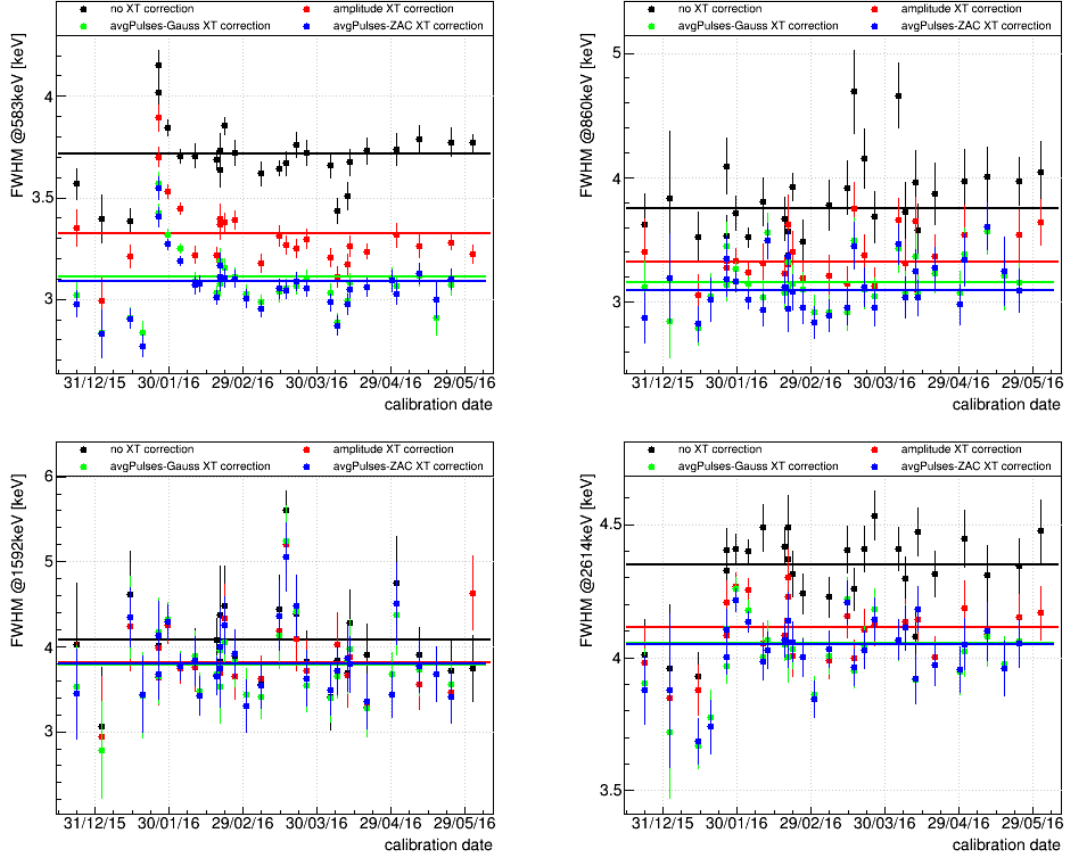 no XT correction amplitude XT correction
avgPulses-Gauss XT correction avgPulses-ZAC XT correction
FWHM @583keV [keV]
4
3.5
3
31/12/15 30/01/16 29/02/16 30/03/16 29/04/16 29/05/16
calibration date
no XT correction amplitude XT correction
avgPulses-Gauss XT correction avgPulses-ZAC XT correction
FWHM @860keV [keV]
5
4
3
31/12/15 30/01/16 29/02/16 30/03/16 29/04/16 29/05/16
calibration date
no XT correction amplitude XT correction
avgPulses-Gauss XT correction avgPulses-ZAC XT correction
FWHM @1592keV [keV]
6
5
4
3
31/12/15 30/01/16 29/02/16 30/03/16 29/04/16 29/05/16
calibration date
no XT correction amplitude XT correction
avgPulses-Gauss XT correction avgPulses-ZAC XT correction
FWHM @2614keV [keV]
4.5
4
3.5
31/12/15 30/01/16 29/02/16 30/03/16 29/04/16 29/05/16
calibration date